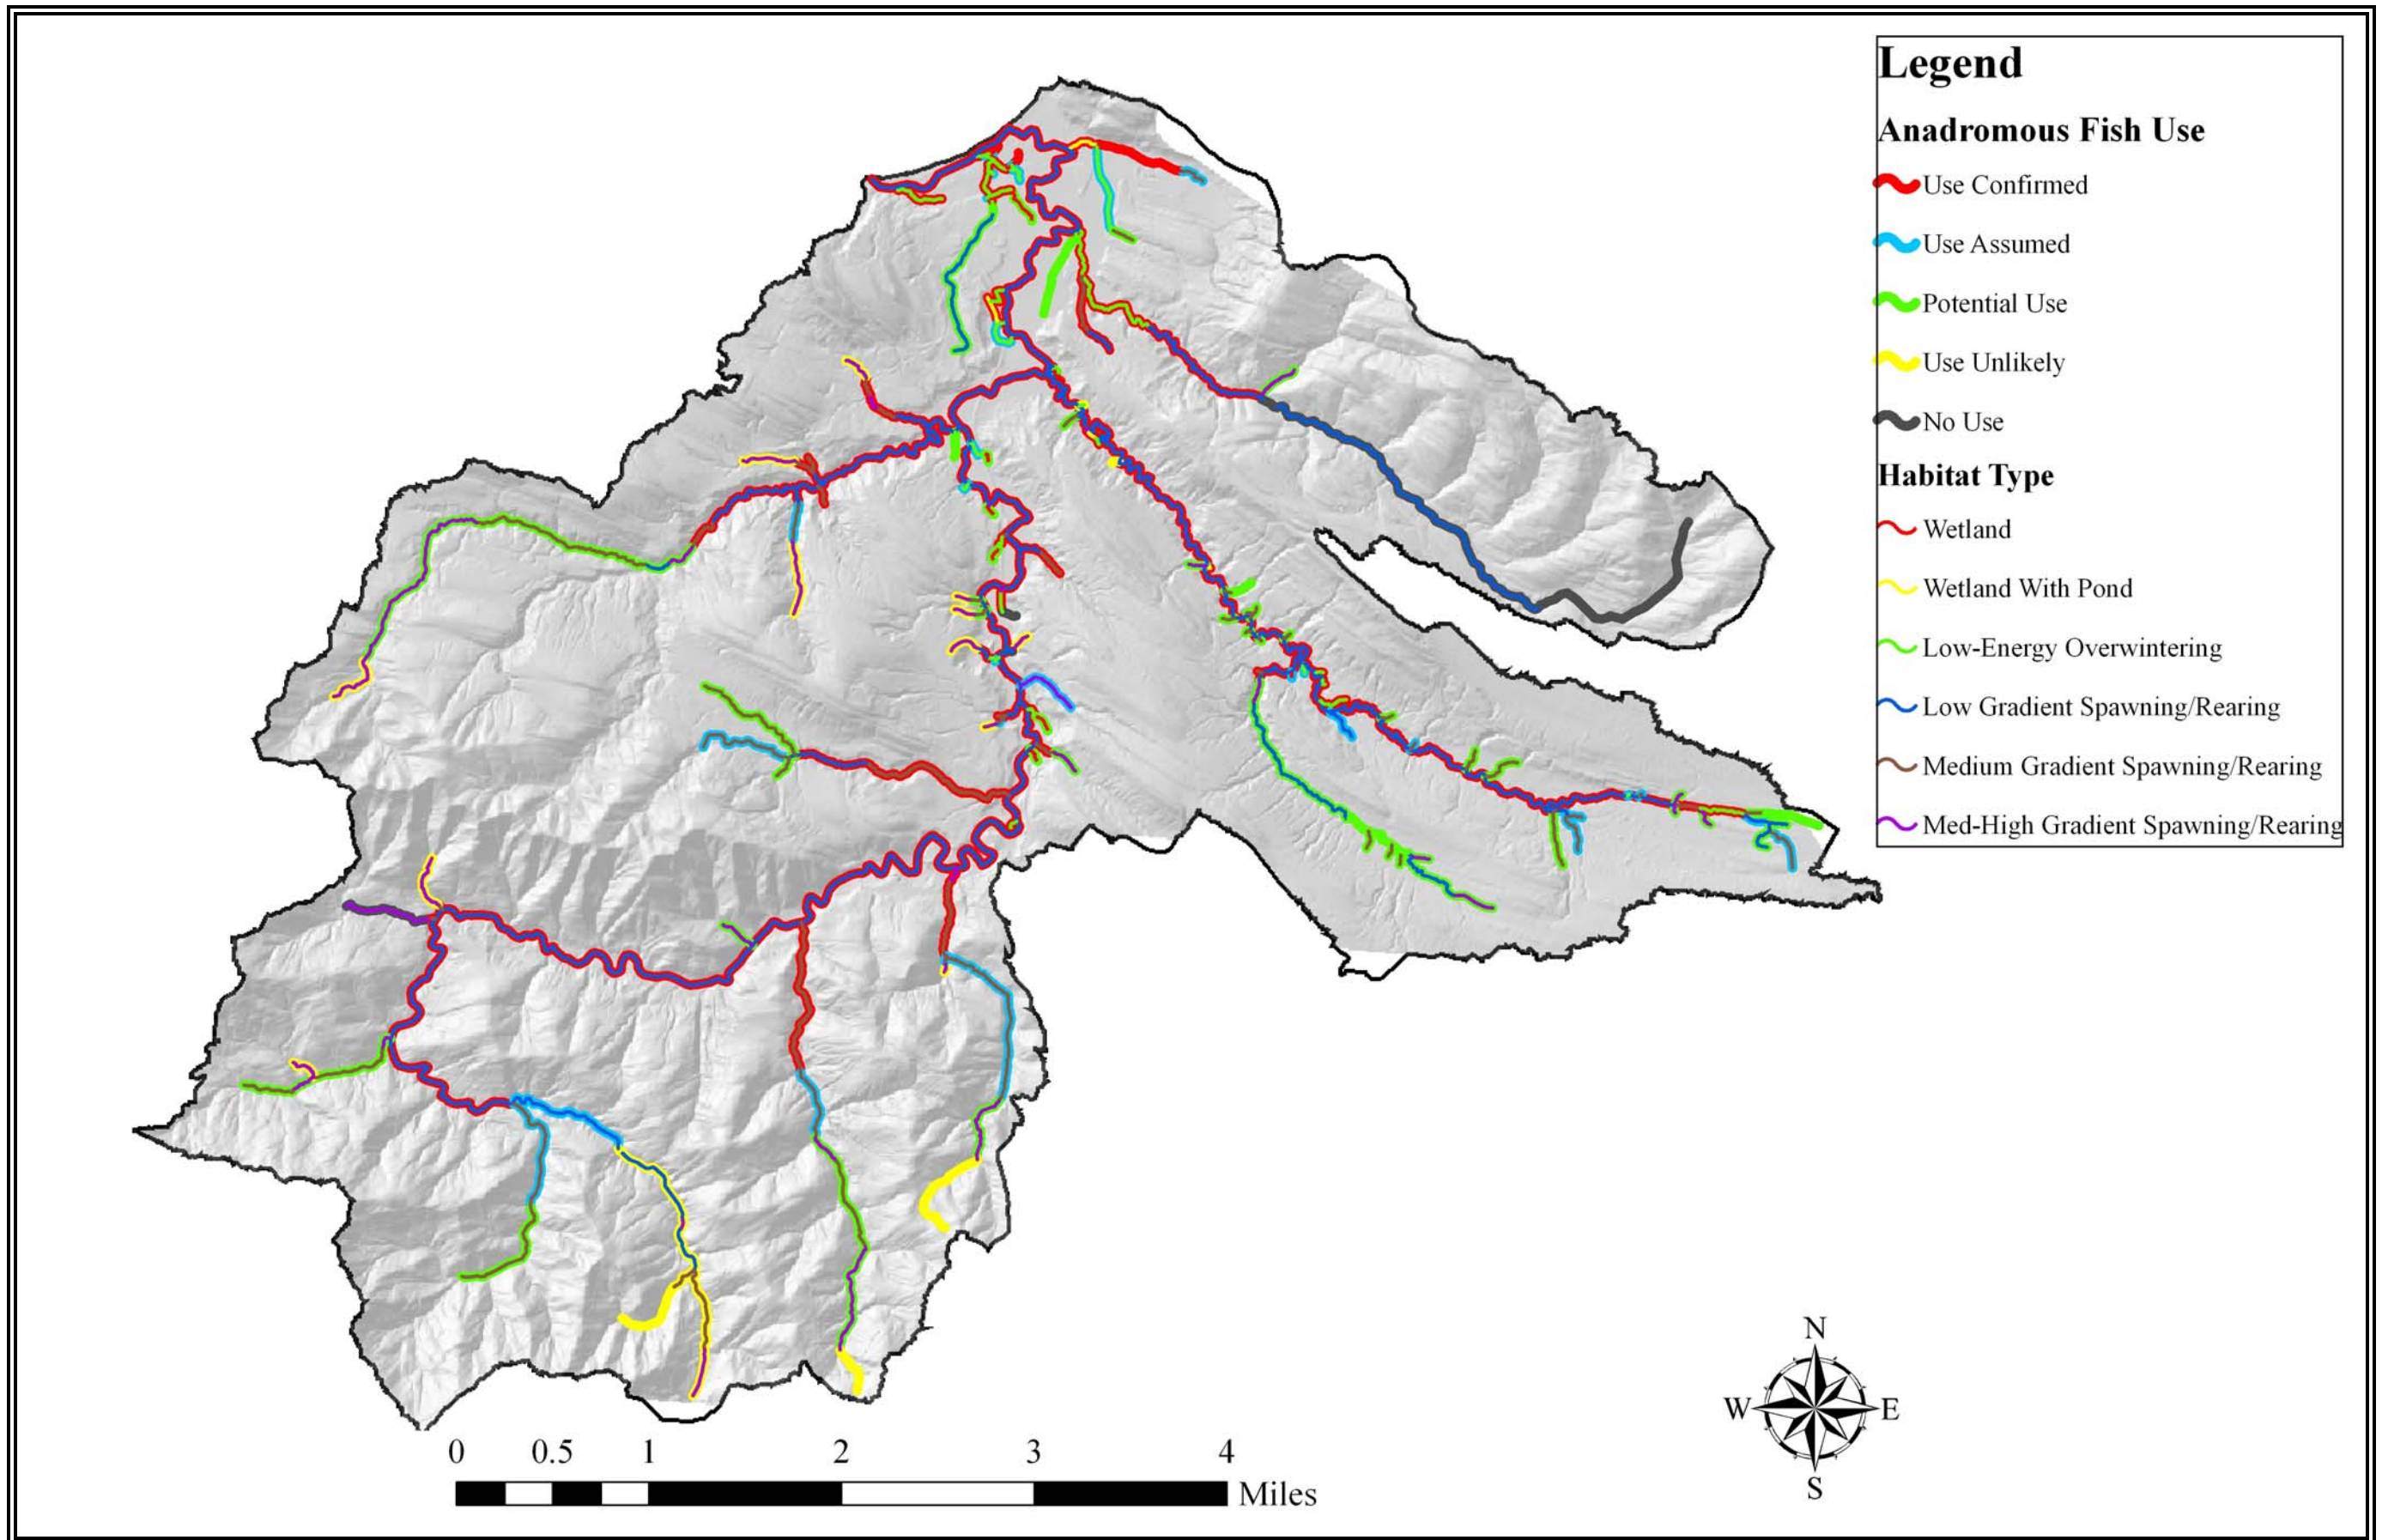 Legend
Anadromous Fish Use
Use Confirmed
Use Assumed
Potential Use
Use Unlikely
No Use
Habitat Type
Wetland
Wetland With Pond
Low-Energy Overwintering
Low Gradient Spawning/Rearing
Medium Gradient Spawning/Rearing
Med-High Gradient Spawning/Rearing
N
W E
S
0 0.5 1 2 3 4
Miles